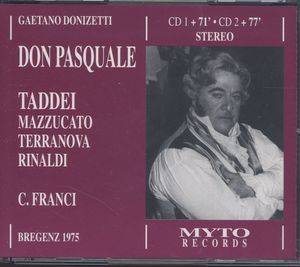 GAETANO DONIZETTI
DON PASQUALE
TADDEI
MAZZUCATO
TERRANOVA
RINALDI
C. FRANCI
BREGENZ 1975
CD 1 + 71' • CD 2 + 77'
STEREO
MYTO
RECORDS